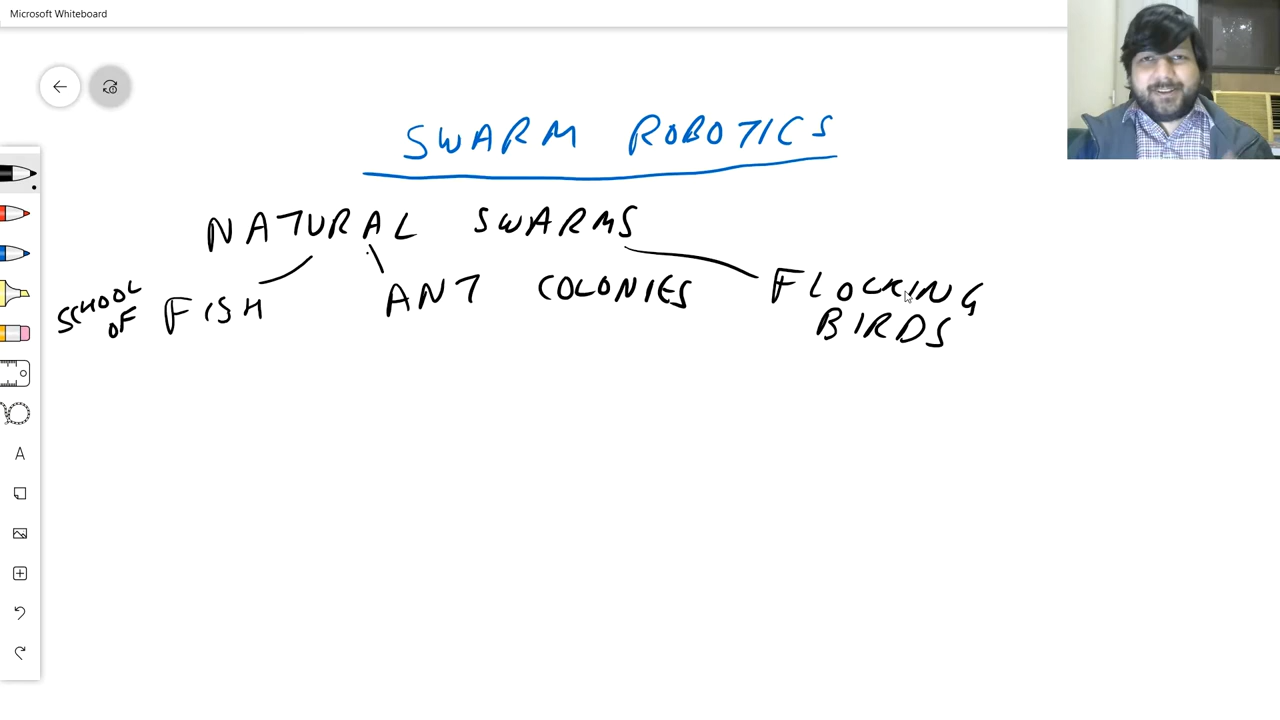 Microsoft Whiteboard
SWARM ROBOTICS
NATURAL SWARMS
SCHOOL OF FISH
ANT COLONIES
FLOCKING
BIRDS
A